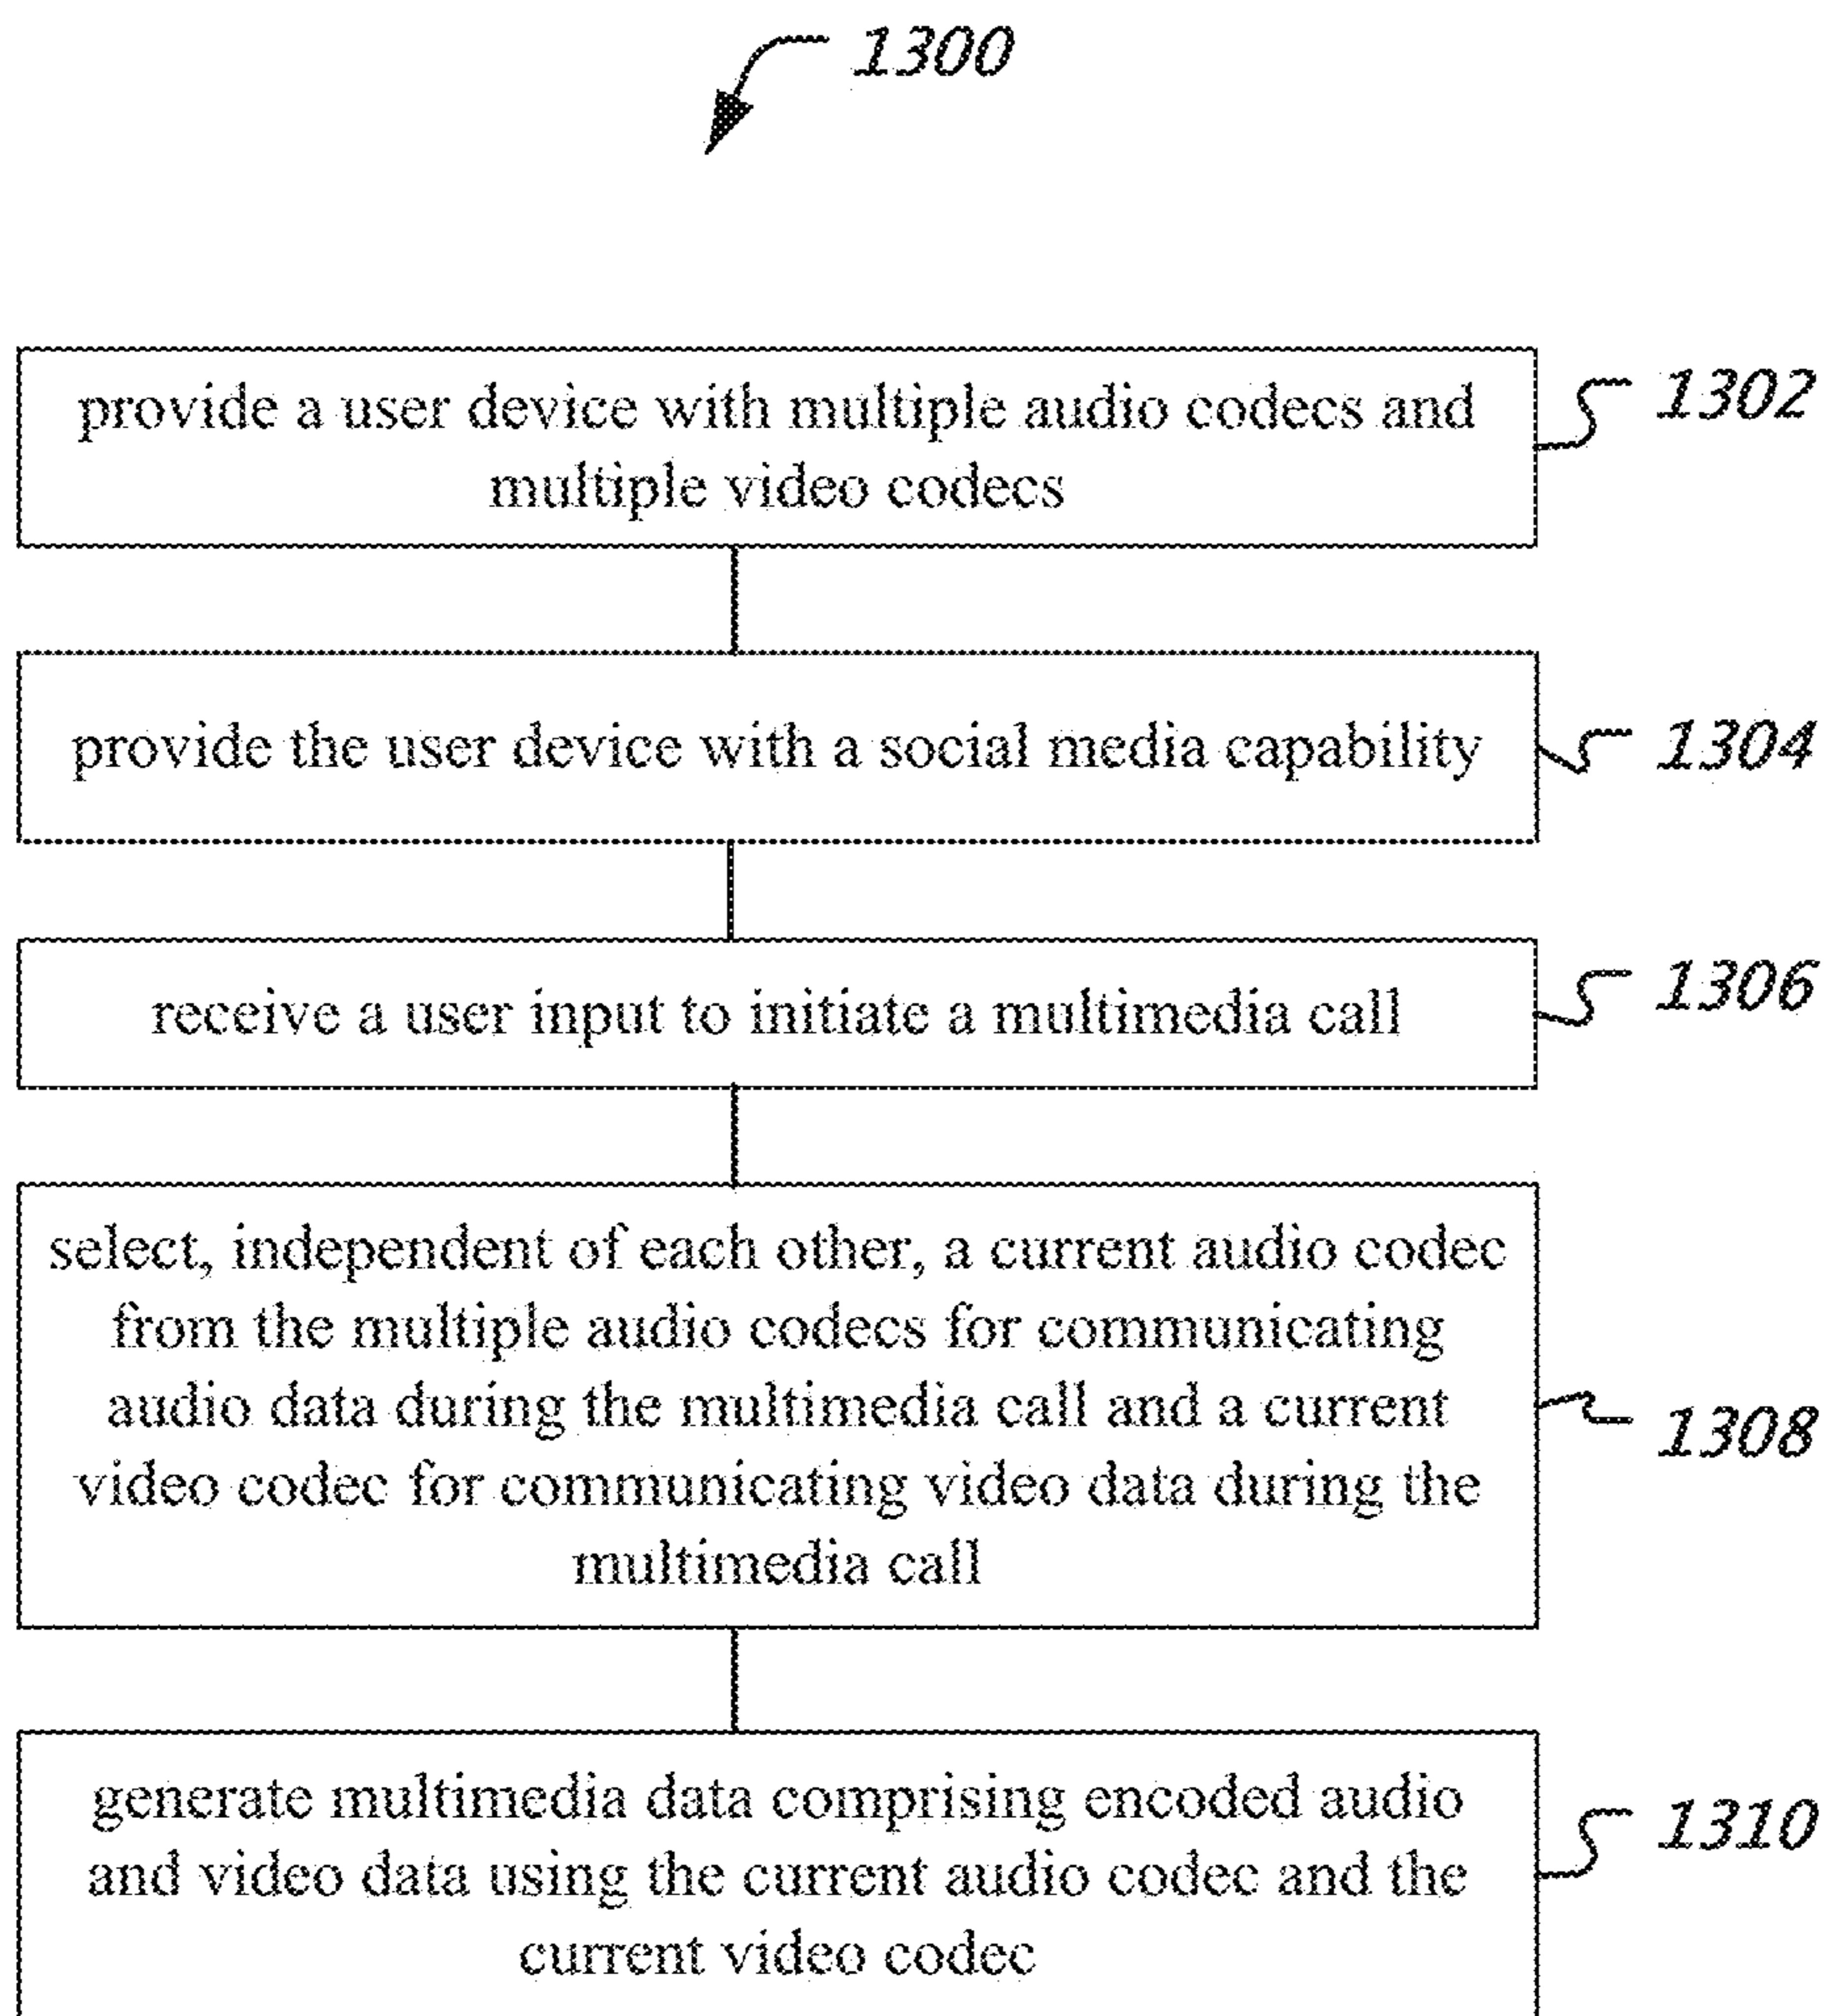 1300
provide a user device with multiple audio codecs and
multiple video codecs
1302
provide the user device with a social media capability
1304
receive a user input to initiate a multimedia call
1306
select, independent of each other, a current audio codec
from the multiple audio codecs for communicating
audio data during the multimedia call and a current
video codec for communicating video data during the
multimedia call
1308
generate multimedia data comprising encoded audio
and video data using the current audio codec and the
current video codec
1310